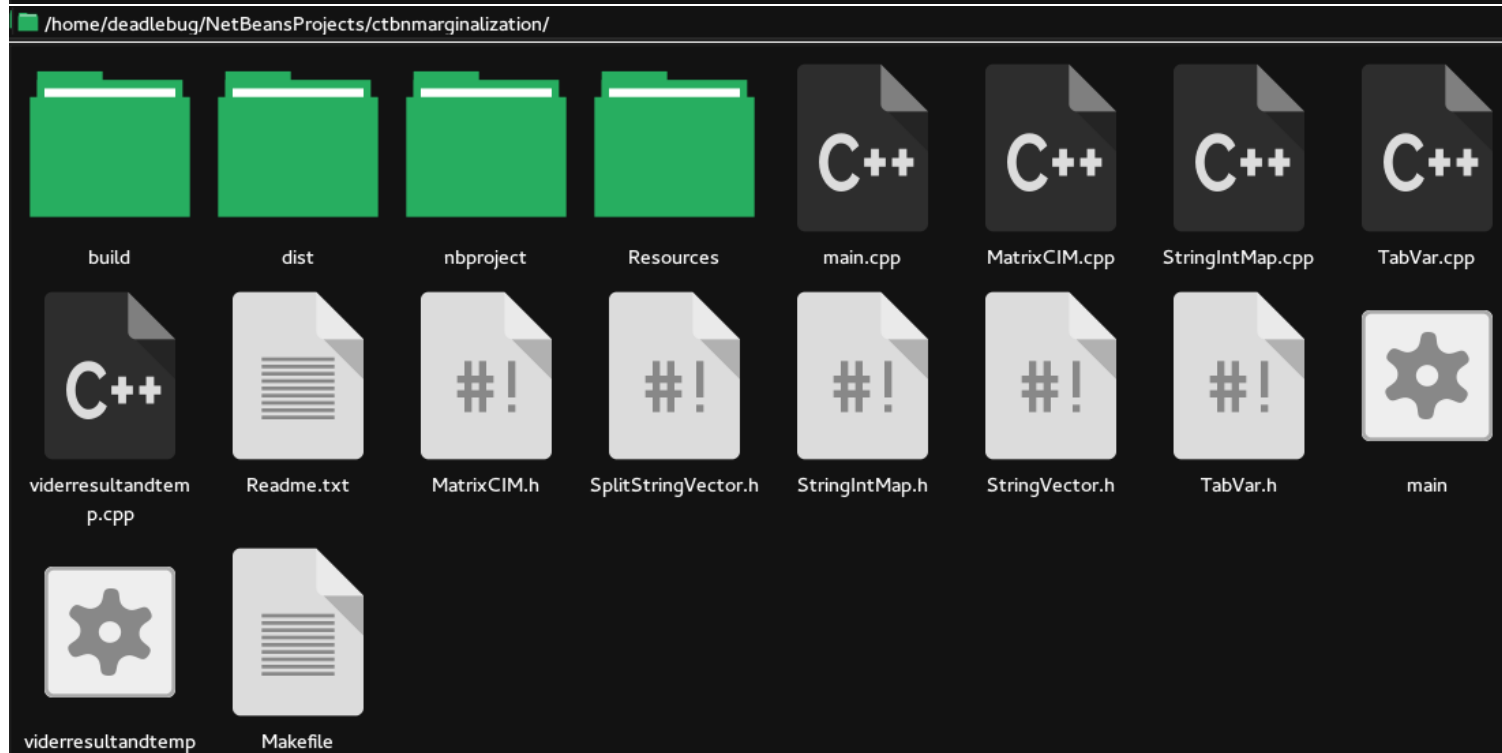 /home/deadlebug/NetBeansProjects/ctbnmarginalization/
build dist nbproject Resources main.cpp MatrixCIM.cpp StringIntMap.cpp TabVar.cpp
C++ C++ C++ C++
C++ #! #! #! #! #!
viderresultandtem Readme.txt MatrixCIM.h SplitStringVector.h StringIntMap.h StringVector.h TabVar.h main
p.cpp
viderresultandtemp Makefile